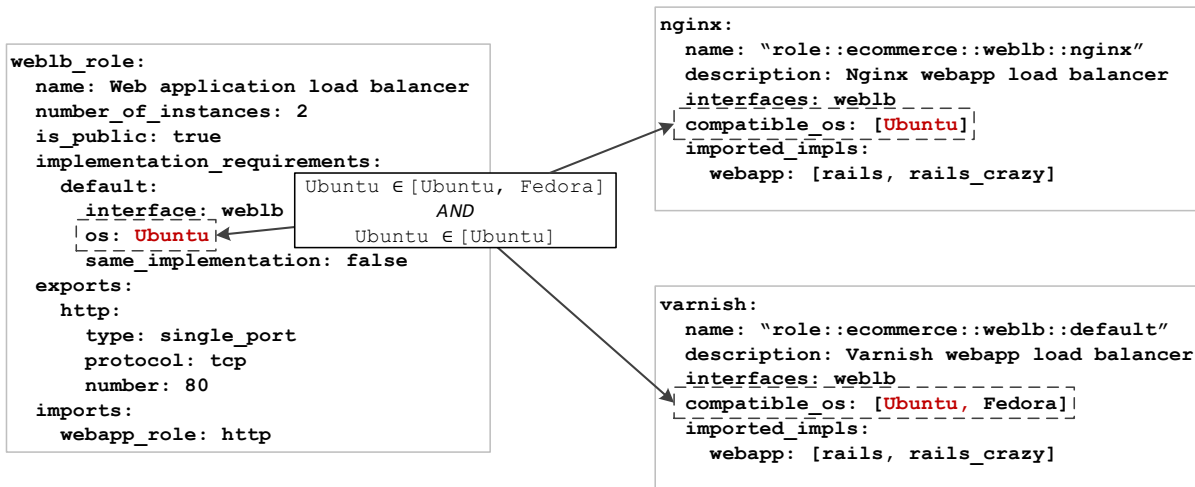 weblb_role:
name: Web application load balancer
number_of_instances: 2
is_public: true
implementation_requirements:
default:
interface: weblb
os: Ubuntu
same_implementation: false
exports:
http:
type: single_port
protocol: tcp
number: 80
imports:
webapp_role: http
Ubuntu ∈ [Ubuntu, Fedora]
AND
Ubuntu ∈ [Ubuntu]
nginx:
name: “role::ecommerce::weblb::nginx”
description: Nginx webapp load balancer
interfaces: weblb
compatible_os: [Ubuntu]
imported_impls:
webapp: [rails, rails_crazy]
varnish:
name: “role::ecommerce::weblb::default”
description: Varnish webapp load balancer
interfaces: weblb
compatible_os: [Ubuntu, Fedora]
imported_impls:
webapp: [rails, rails_crazy]